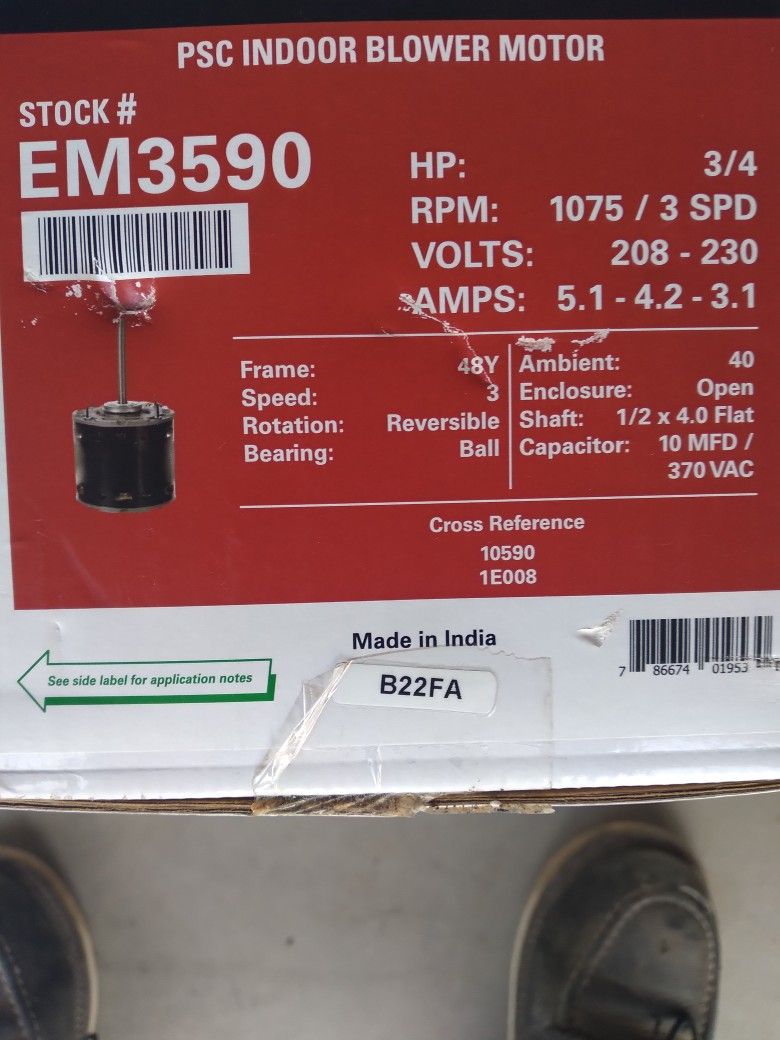 PSC INDOOR BLOWER MOTOR
STOCK #
EM3590
HP: 3/4
RPM: 1075 / 3 SPD
VOLTS: 208 - 230
AMPS: 5.1 - 4.2 - 3.1
Frame: 48Y
Speed: 3
Rotation: Reversible
Bearing: Ball
Ambient: 40
Enclosure: Open
Shaft: 1/2 x 4.0 Flat
Capacitor: 10 MFD /
370 VAC
Cross Reference
10590
1E008
Made in India
See side label for application notes
B22FA
7 86674 01953